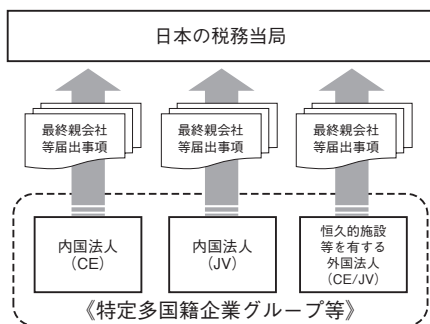 日本の税務当局
最終親会社
等届出事項
最終親会社
等届出事項
最終親会社
等届出事項
内国法人
（CE）
内国法人
（JV）
恒久的施設
等を有する
外国法人
（CE/JV）
《特定多国籍企業グループ等》